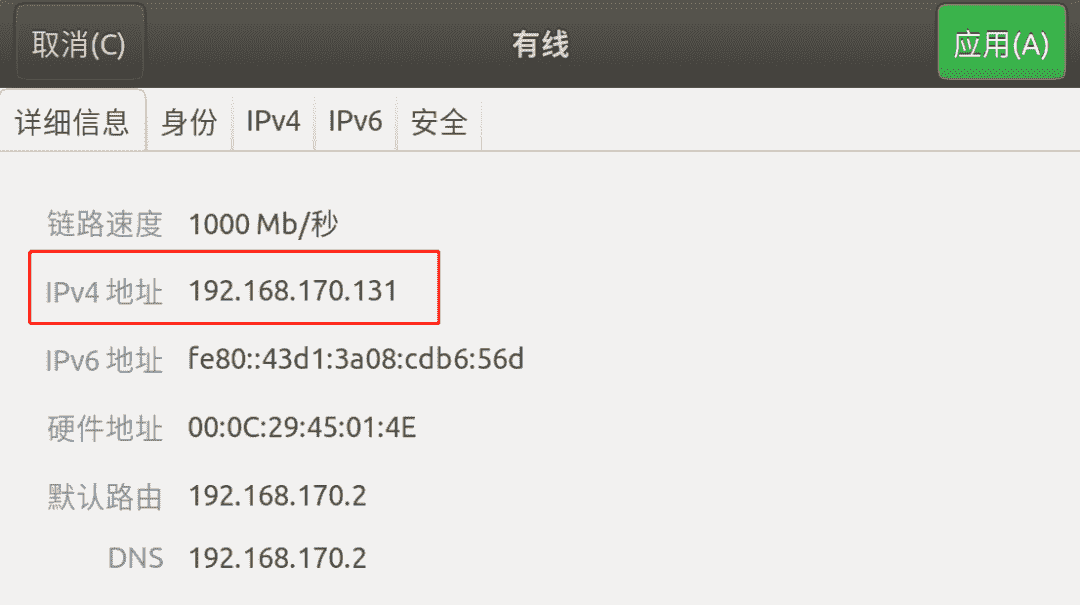 取消(C) 有线 应用(A)
详细信息 身份 IPv4 IPv6 安全
链路速度 1000 Mb/秒
IPv4 地址 192.168.170.131
IPv6 地址 fe80::43d1:3a08:cdb6:56d
硬件地址 00:0C:29:45:01:4E
默认路由 192.168.170.2
DNS 192.168.170.2